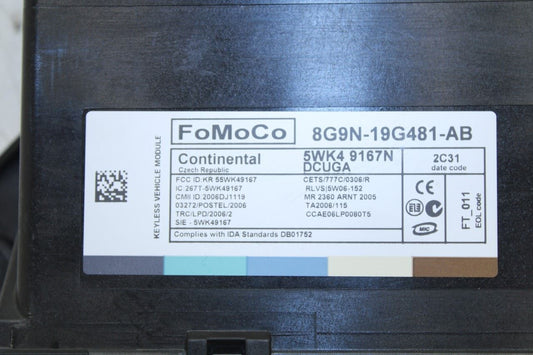 FoMoCo 8G9N-19G481-AB
KEYLESS VEHICLE MODULE
Continental
Czech Republic
5WK4 9167N
DCUGA
2C31
date code
FCC ID:KR 55WK49167
IC 267T-5WK49167
CMII ID 2006DJ1119
03272/POSTEL/2006
TRC/LPD/2006/2
SIE - 5WK49167
CETS/777C/0306/R
RLVS|5W06-152
MR 2360 ARNT 2005
TA2006/115
CCAE06LP0080T5
MIC
FT_011
EOL code
Complies with IDA Standards DB01752